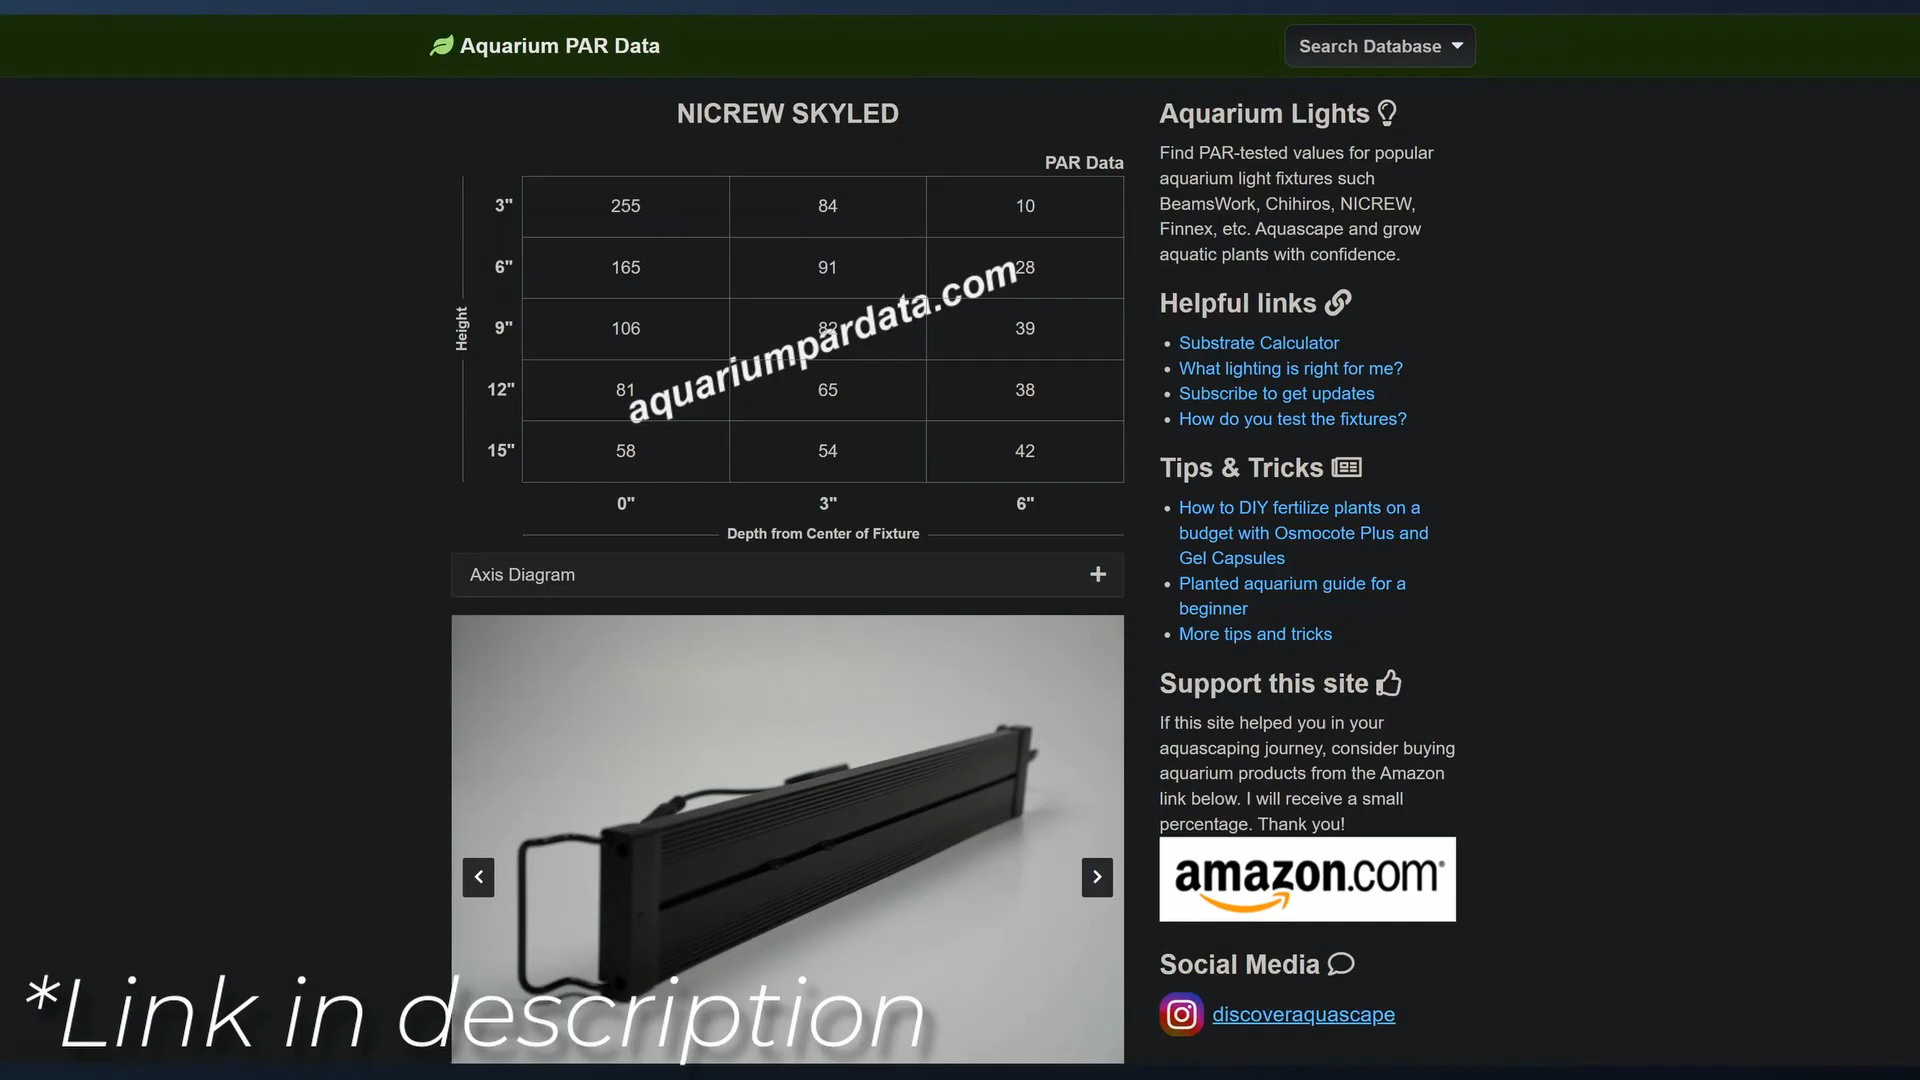 Aquarium PAR Data
Search Database
NICREW SKYLED
PAR Data
3" 255 84 10
6" 165 91 28
9" 106 82 39
12" 81 65 38
15" 58 54 42
0" 3" 6"
Height
Depth from Center of Fixture
aquariumpardata.com
Axis Diagram
Aquarium Lights
Find PAR-tested values for popular
aquarium light fixtures such
BeamsWork, Chihiros, NICREW,
Finnex, etc. Aquascape and grow
aquatic plants with confidence.
Helpful links
Substrate Calculator
What lighting is right for me?
Subscribe to get updates
How do you test the fixtures?
Tips & Tricks
How to DIY fertilize plants on a
budget with Osmocote Plus and
Gel Capsules
Planted aquarium guide for a
beginner
More tips and tricks
Support this site
If this site helped you in your
aquascaping journey, consider buying
aquarium products from the Amazon
link below. I will receive a small
percentage. Thank you!
amazon.com
Social Media
discoveraquascape
*Link in description